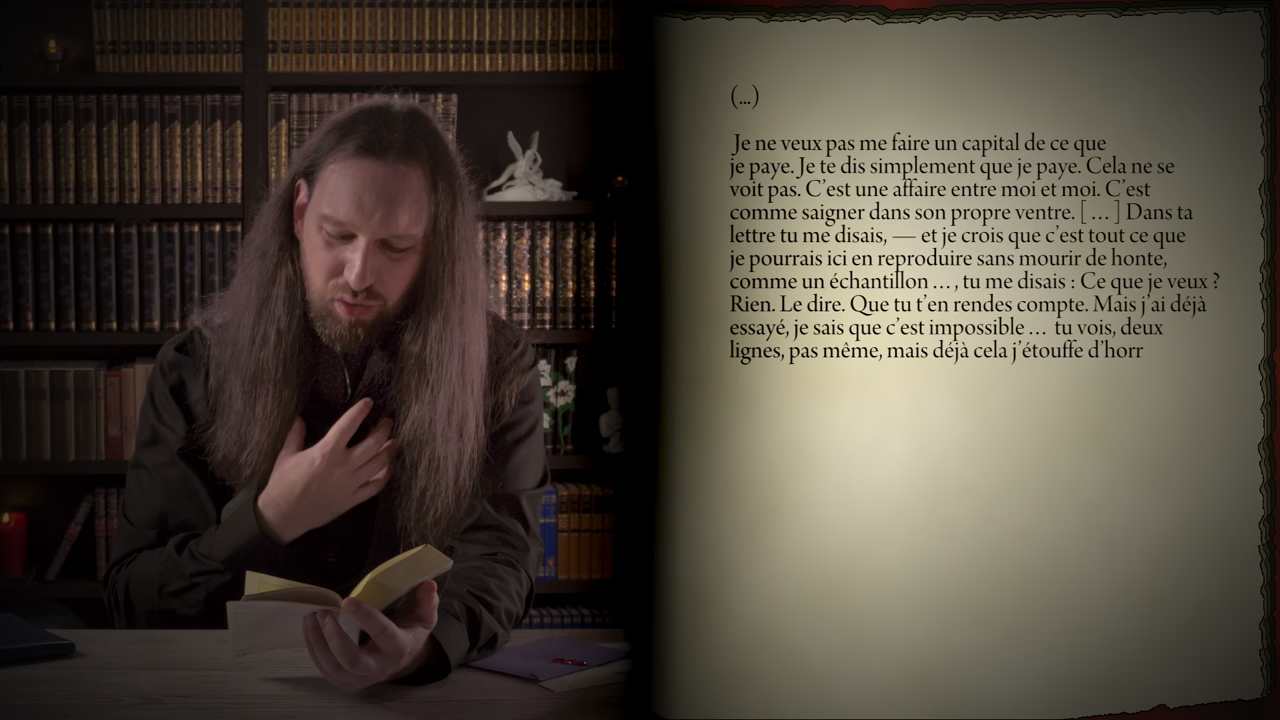 (...)
Je ne veux pas me faire un capital de ce que
je paye. Je te dis simplement que je paye. Cela ne se
voit pas. C’est une affaire entre moi et moi. C’est
comme saigner dans son propre ventre. [ … ] Dans ta
lettre tu me disais, — et je crois que c’est tout ce que
je pourrais ici en reproduire sans mourir de honte,
comme un échantillon … , tu me disais : Ce que je veux ?
Rien. Le dire. Que tu t’en rendes compte. Mais j’ai déjà
essayé, je sais que c’est impossible … tu vois, deux
lignes, pas même, mais déjà cela j’étouffe d’horr